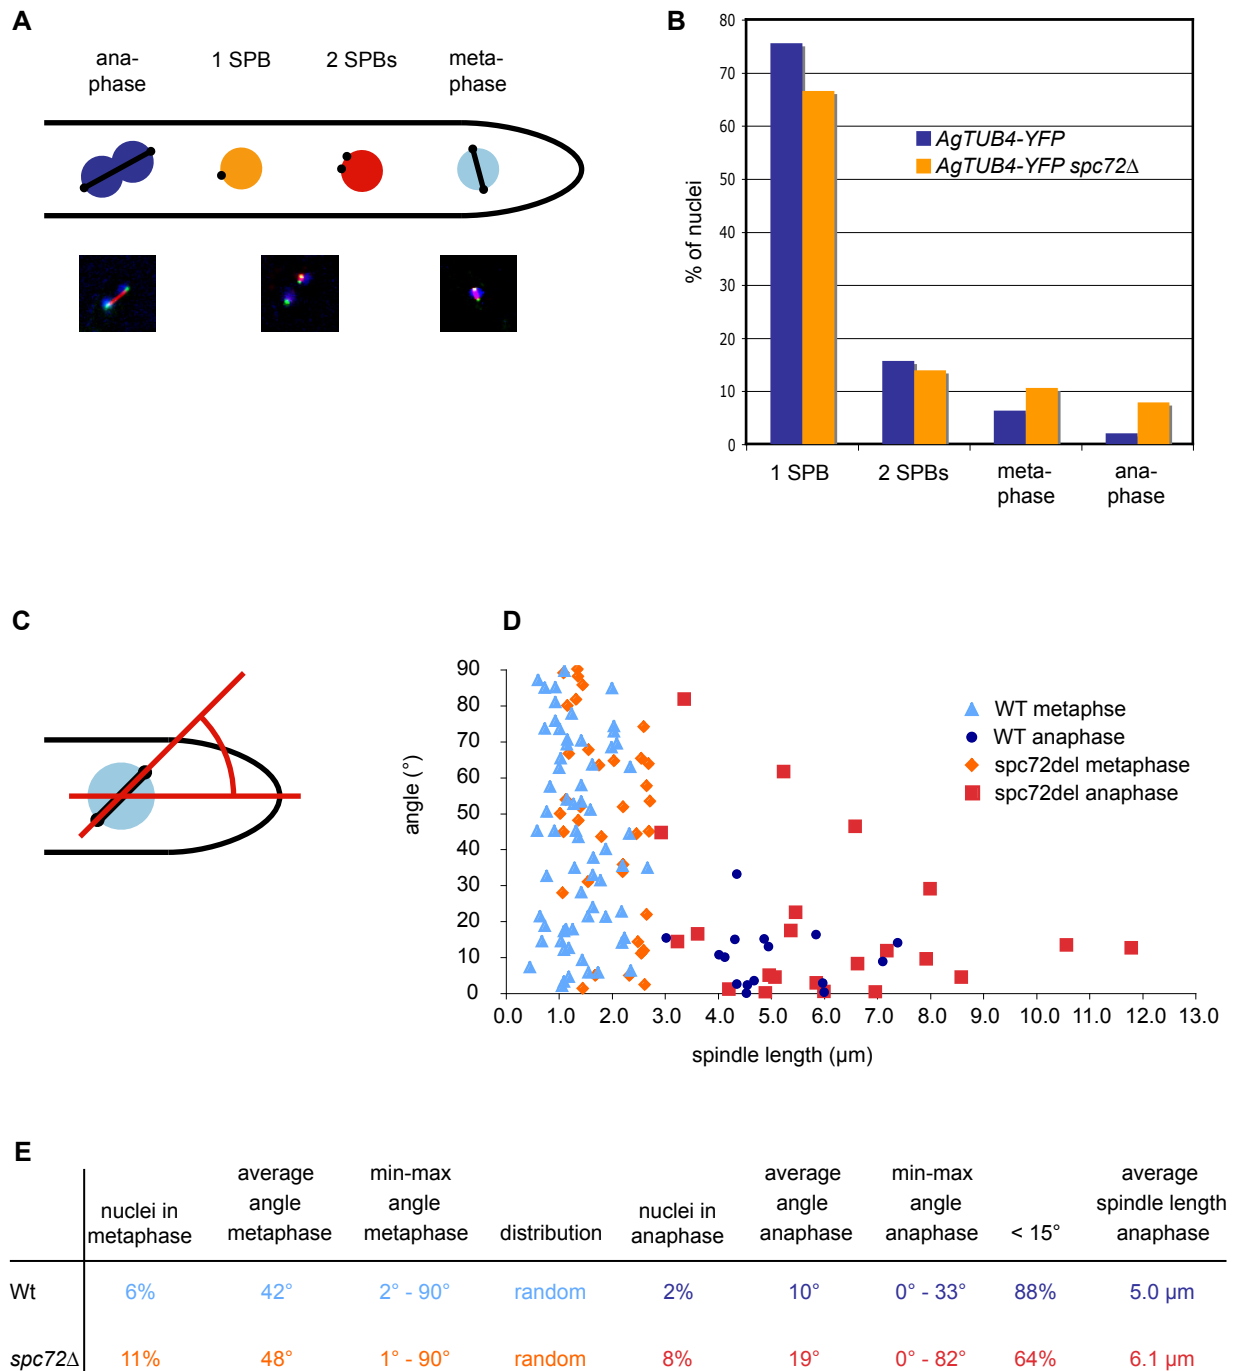 A
ana-
phase
1 SPB
2 SPBs
meta-
phase
B
80
70
60
50
40
30
20
10
0
% of nuclei
AgTUB4-YFP
AgTUB4-YFP spc72Δ
1 SPB
2 SPBs
meta-
phase
ana-
phase
C
D
90
80
70
60
50
40
30
20
10
0
angle (°)
WT metaphse
WT anaphase
spc72del metaphase
spc72del anaphase
0.0 1.0 2.0 3.0 4.0 5.0 6.0 7.0 8.0 9.0 10.0 11.0 12.0 13.0
spindle length (µm)
E
nuclei in
metaphase
average
angle
metaphase
min-max
angle
metaphase
distribution
nuclei in
anaphase
average
angle
anaphase
min-max
angle
anaphase
< 15°
average
spindle length
anaphase
Wt 6% 42° 2° - 90° random 2% 10° 0° - 33° 88% 5.0 µm
spc72Δ 11% 48° 1° - 90° random 8% 19° 0° - 82° 64% 6.1 µm